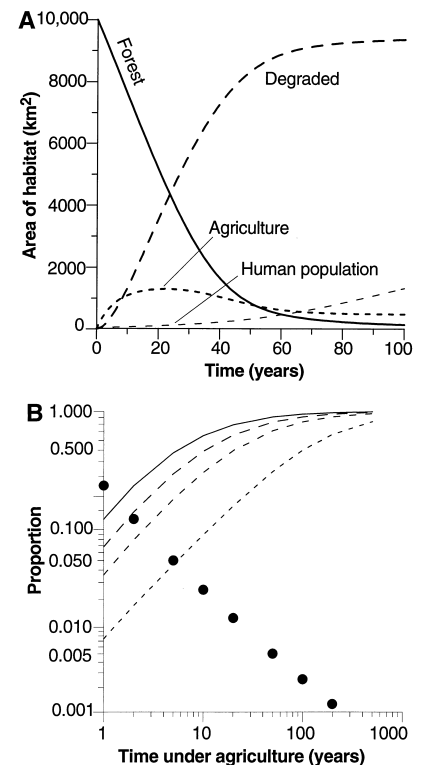 A
10,000
8000
6000
4000
2000
0
Area of habitat (km2)
Forest
Degraded
Agriculture
Human population
0 20 40 60 80 100
Time (years)
B
1.000
0.500
0.100
0.050
0.010
0.005
0.001
Proportion
1 10 100 1000
Time under agriculture (years)